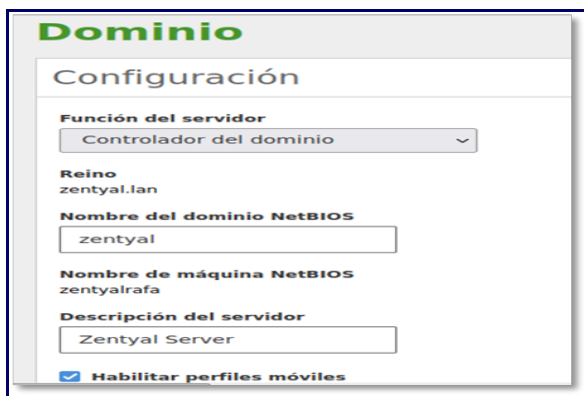 Dominio
Configuración
Función del servidor
Controlador del dominio
Reino
zentyal.lan
Nombre del dominio NetBIOS
zentyal
Nombre de máquina NetBIOS
zentyalrafa
Descripción del servidor
Zentyal Server
Habilitar perfiles móviles